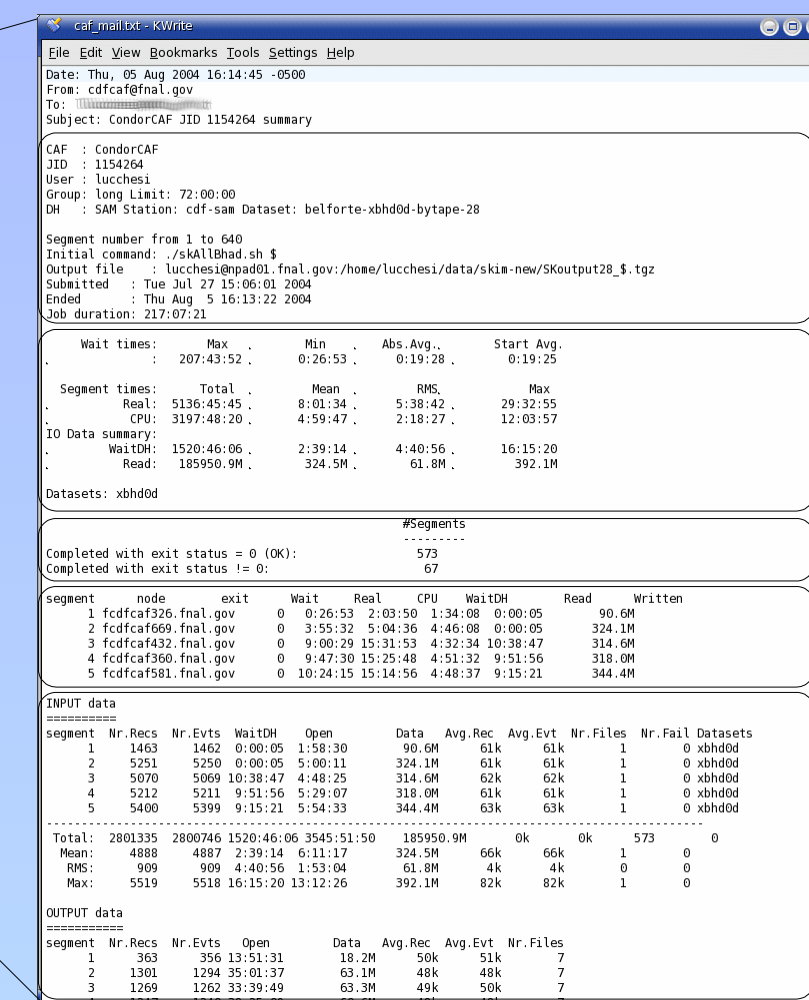 caf_mail.txt - KWrite
File Edit View Bookmarks Tools Settings Help
Date: Thu, 05 Aug 2004 16:14:45 -0500
From: cdfcaf@fnal.gov
To:
Subject: CondorCAF JID 1154264 summary
CAF  : CondorCAF
JID  : 1154264
User : lucchesi
Group: long Limit: 72:00:00
DH   : SAM Station: cdf-sam Dataset: belforte-xbhd0d-bytape-28
Segment number from 1 to 640
Initial command: ./skAllBhad.sh $
Output file    : lucchesi@npad01.fnal.gov:/home/lucchesi/data/skim-new/SKoutput28_$.tgz
Submitted   : Tue Jul 27 15:06:01 2004
Ended       : Thu Aug  5 16:13:22 2004
Job duration: 217:07:21
Wait times: Max . Min . Abs.Avg.. Start Avg.
. : 207:43:52 . 0:26:53 . 0:19:28 . 0:19:25
Segment times: Total . Mean . RMS. Max
. Real: 5136:45:45 . 8:01:34 . 5:38:42 . 29:32:55
. CPU: 3197:48:20 . 4:59:47 . 2:18:27 . 12:03:57
IO Data summary:
. WaitDH: 1520:46:06 . 2:39:14 . 4:40:56 . 16:15:20
. Read: 185950.9M . 324.5M . 61.8M . 392.1M
Datasets: xbhd0d
#Segments
---------
Completed with exit status = 0 (OK): 573
Completed with exit status != 0: 67
segment node exit Wait Real CPU WaitDH Read Written
1 fcdfcaf326.fnal.gov 0 0:26:53 2:03:50 1:34:08 0:00:05 90.6M
2 fcdfcaf669.fnal.gov 0 3:55:32 5:04:36 4:46:08 0:00:05 324.1M
3 fcdfcaf432.fnal.gov 0 9:00:29 15:31:53 4:32:34 10:38:47 314.6M
4 fcdfcaf360.fnal.gov 0 9:47:30 15:25:48 4:51:32 9:51:56 318.0M
5 fcdfcaf581.fnal.gov 0 10:24:15 15:14:56 4:48:37 9:15:21 344.4M
INPUT data
==========
segment Nr.Recs Nr.Evts WaitDH Open Data Avg.Rec Avg.Evt Nr.Files Nr.Fail Datasets
1 1463 1462 0:00:05 1:58:30 90.6M 61k 61k 1 0 xbhd0d
2 5251 5250 0:00:05 5:00:11 324.1M 61k 61k 1 0 xbhd0d
3 5070 5069 10:38:47 4:48:25 314.6M 62k 62k 1 0 xbhd0d
4 5212 5211 9:51:56 5:29:07 318.0M 61k 61k 1 0 xbhd0d
5 5400 5399 9:15:21 5:54:33 344.4M 63k 63k 1 0 xbhd0d
----------------------------------------------------------------------------------------------
Total: 2801335 2800746 1520:46:06 3545:51:50 185950.9M 0k 0k 573 0
Mean: 4888 4887 2:39:14 6:11:17 324.5M 66k 66k 1 0
RMS: 909 909 4:40:56 1:53:04 61.8M 4k 4k 0 0
Max: 5519 5518 16:15:20 13:12:26 392.1M 82k 82k 1 0
OUTPUT data
===========
segment Nr.Recs Nr.Evts Open Data Avg.Rec Avg.Evt Nr.Files
1 363 356 13:51:31 18.2M 50k 51k 7
2 1301 1294 35:01:37 63.1M 48k 48k 7
3 1269 1262 33:39:49 63.3M 49k 50k 7